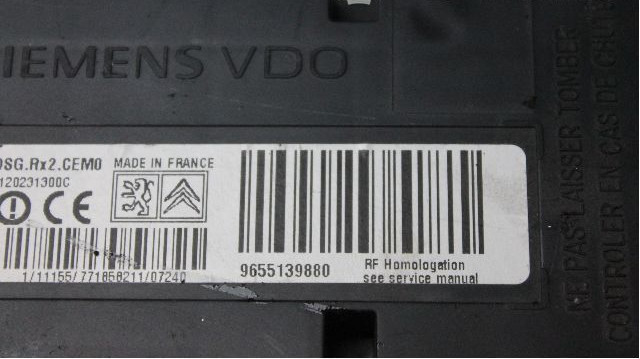 IEMENS VDO
DSG.Rx2.CEM0 MADE IN FRANCE
120231300C
CE
1/11155/771858211/07240
9655139880
RF Homologation
see service manual
NE PAS LAISSER TOMBER
CONTROLER EN CAS DE CHUTE